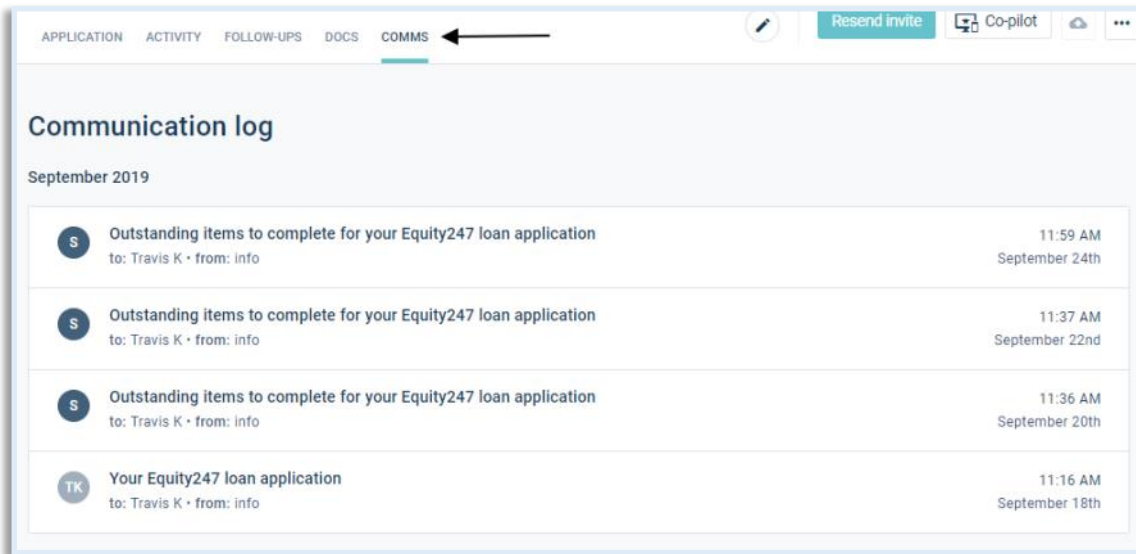 APPLICATION ACTIVITY FOLLOW-UPS DOCS COMMS Resend invite Co-pilot
Communication log
September 2019
S Outstanding items to complete for your Equity247 loan application 11:59 AM
to: Travis K • from: info September 24th
S Outstanding items to complete for your Equity247 loan application 11:37 AM
to: Travis K • from: info September 22nd
S Outstanding items to complete for your Equity247 loan application 11:36 AM
to: Travis K • from: info September 20th
TK Your Equity247 loan application 11:16 AM
to: Travis K • from: info September 18th